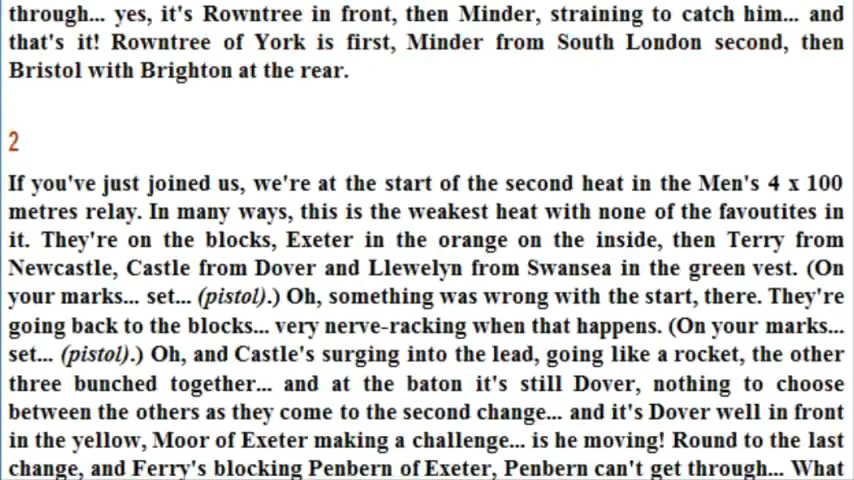 through... yes, it's Rowntree in front, then Minder, straining to catch him... and
that's it! Rowntree of York is first, Minder from South London second, then
Bristol with Brighton at the rear.
2
If you've just joined us, we're at the start of the second heat in the Men's 4 x 100
metres relay. In many ways, this is the weakest heat with none of the favoutites in
it. They're on the blocks, Exeter in the orange on the inside, then Terry from
Newcastle, Castle from Dover and Llewelyn from Swansea in the green vest. (On
your marks... set... (pistol).) Oh, something was wrong with the start, there. They're
going back to the blocks... very nerve-racking when that happens. (On your marks...
set... (pistol).) Oh, and Castle's surging into the lead, going like a rocket, the other
three bunched together... and at the baton it's still Dover, nothing to choose
between the others as they come to the second change... and it's Dover well in front
in the yellow, Moor of Exeter making a challenge... is he moving! Round to the last
change, and Ferry's blocking Penbern of Exeter, Penbern can't get through... What